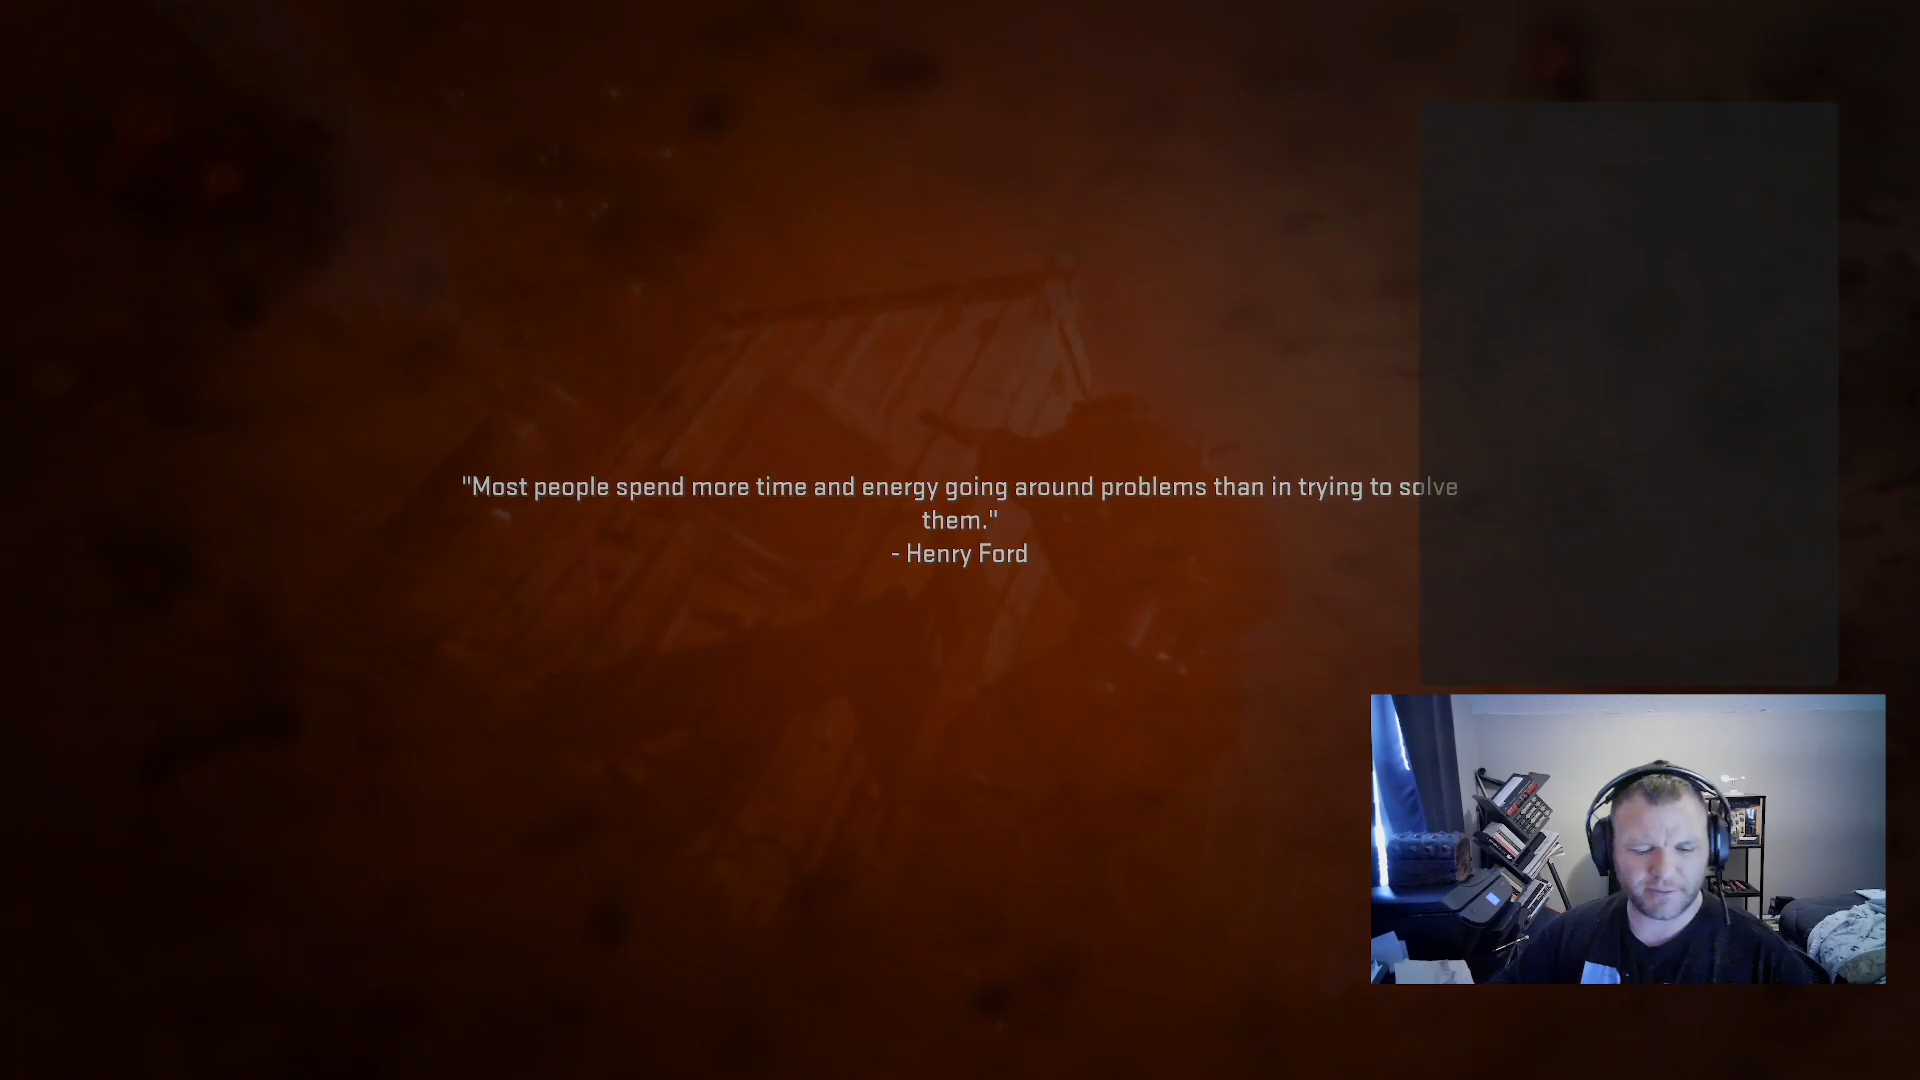 "Most people spend more time and energy going around problems than in trying to solve
them."
- Henry Ford